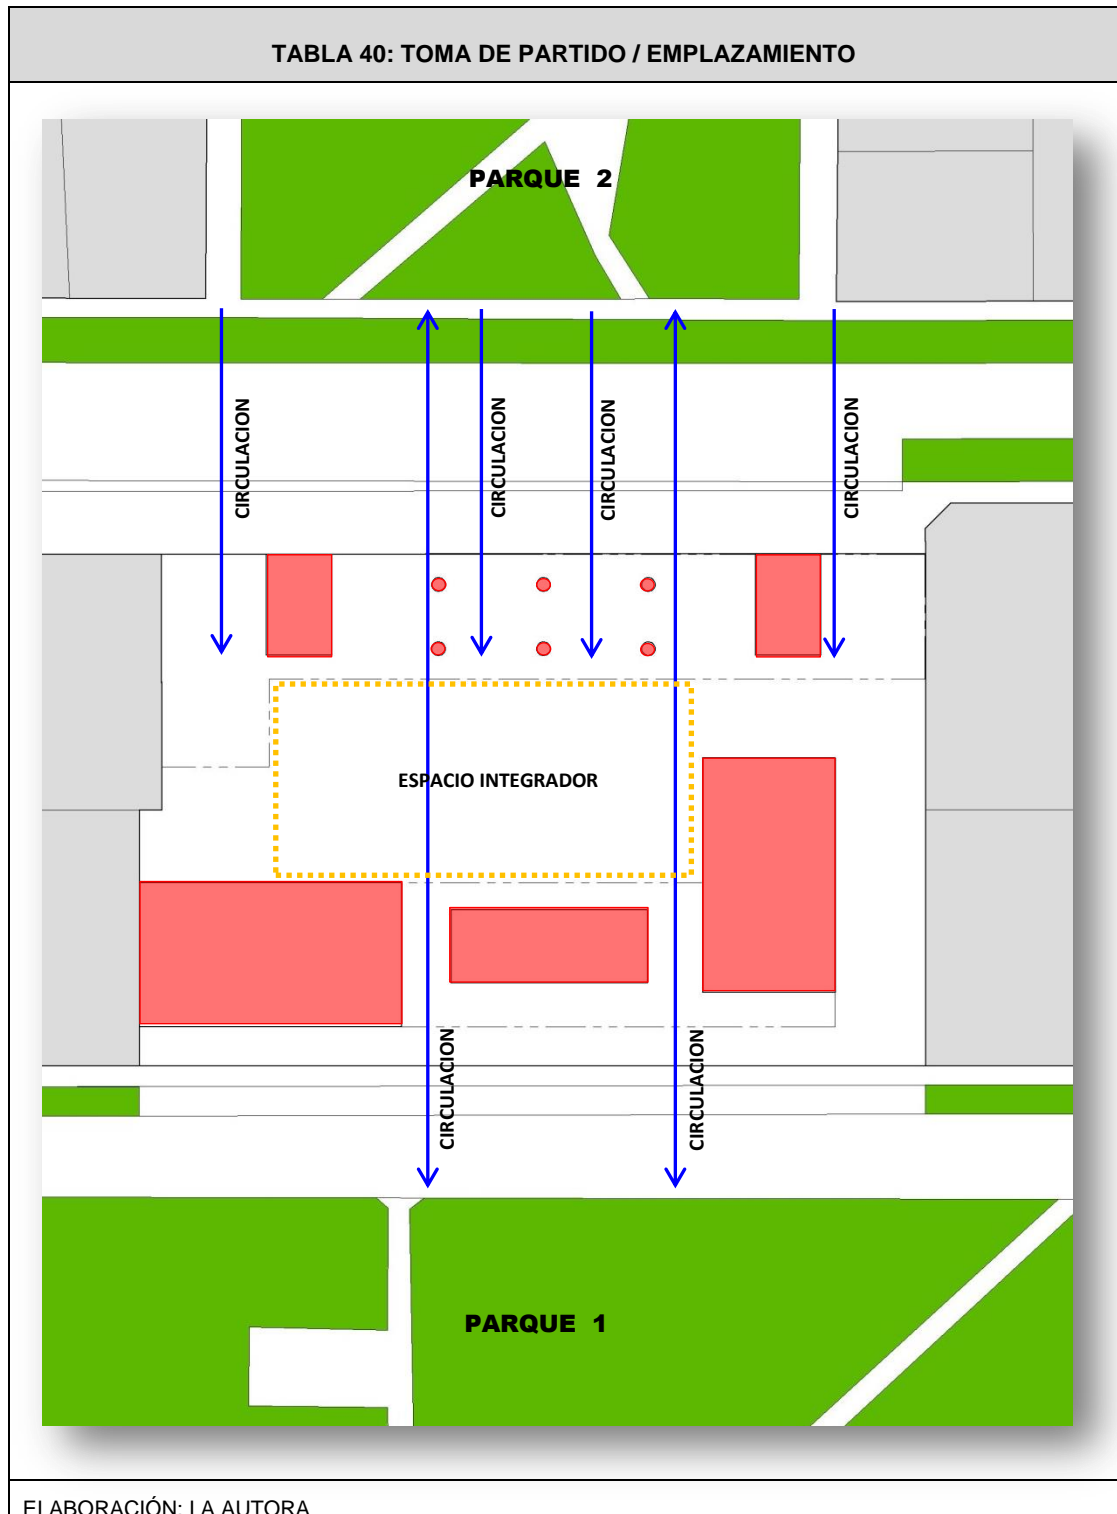 TABLA 40: TOMA DE PARTIDO / EMPLAZAMIENTO
PARQUE 2
CIRCULACION
CIRCULACION
CIRCULACION
CIRCULACION
ESPACIO INTEGRADOR
CIRCULACION
CIRCULACION
PARQUE 1
ELABORACIÓN: LA AUTORA